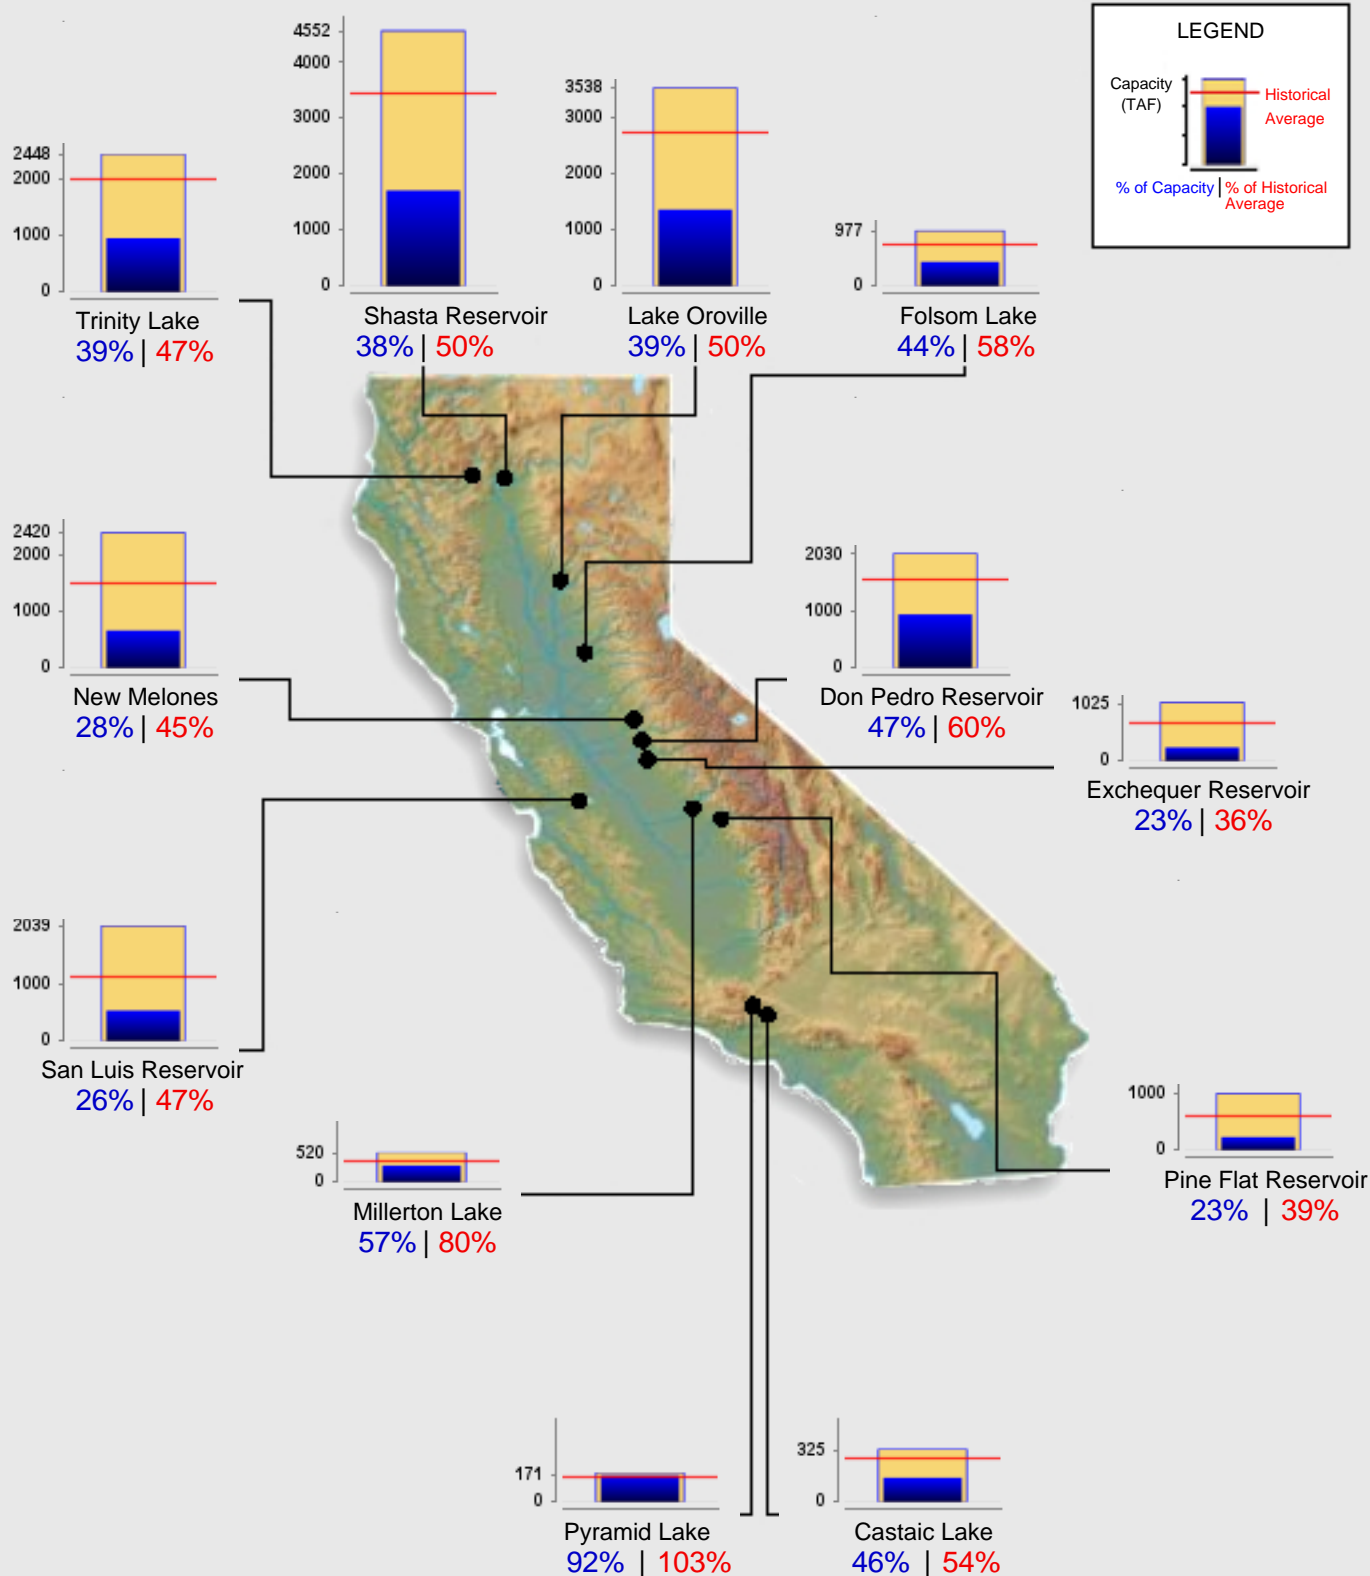 LEGEND
Capacity
(TAF)
Historical
Average
% of Capacity | % of Historical
Average
2448
2000
1000
0
Trinity Lake
39% | 47%
4552
4000
3000
2000
1000
0
Shasta Reservoir
38% | 50%
3538
3000
2000
1000
0
Lake Oroville
39% | 50%
977
0
Folsom Lake
44% | 58%
2420
2000
1000
0
New Melones
28% | 45%
2030
1000
0
Don Pedro Reservoir
47% | 60%
1025
0
Exchequer Reservoir
23% | 36%
2039
1000
0
San Luis Reservoir
26% | 47%
520
0
Millerton Lake
57% | 80%
1000
0
Pine Flat Reservoir
23% | 39%
171
0
Pyramid Lake
92% | 103%
325
0
Castaic Lake
46% | 54%